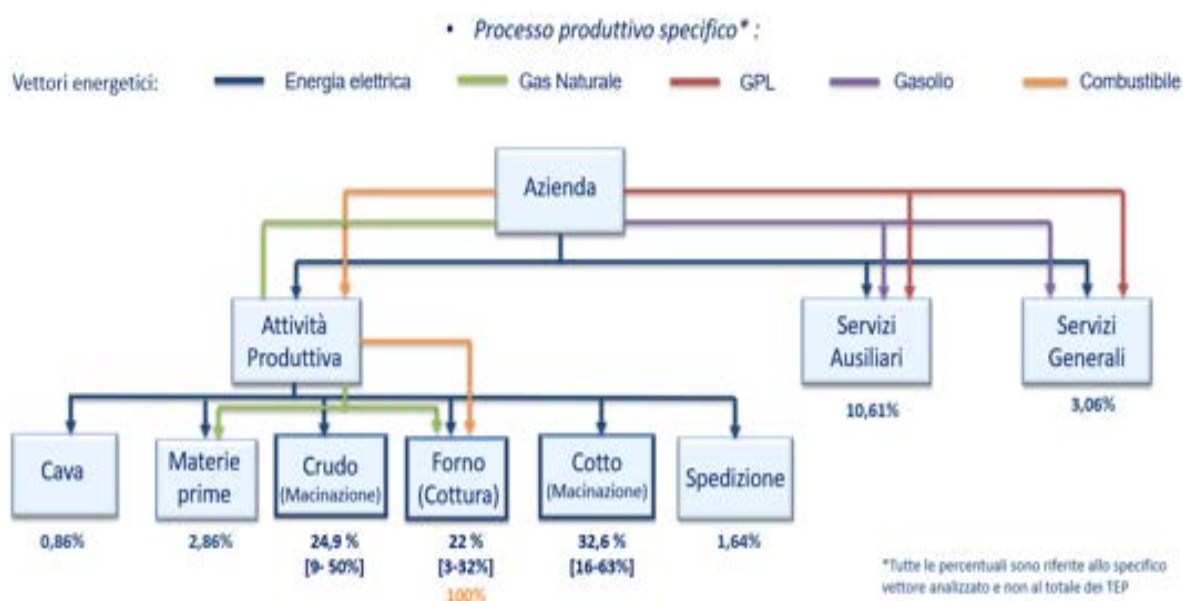 • Processo produttivo specifico* :
Vettori energetici: Energia elettrica Gas Naturale GPL Gasolio Combustibile
Azienda
Attività
Produttiva
Servizi
Ausiliari
Servizi
Generali
10,61%
3,06%
Cava
Materie
prime
Crudo
(Macinazione)
Forno
(Cottura)
Cotto
(Macinazione)
Spedizione
0,86%
2,86%
24,9 %
[9- 50%]
22 %
[3-32%]
100%
32,6 %
[16-63%]
1,64%
*Tutte le percentuali sono riferite allo specifico
vettore analizzato e non al totale dei TEP